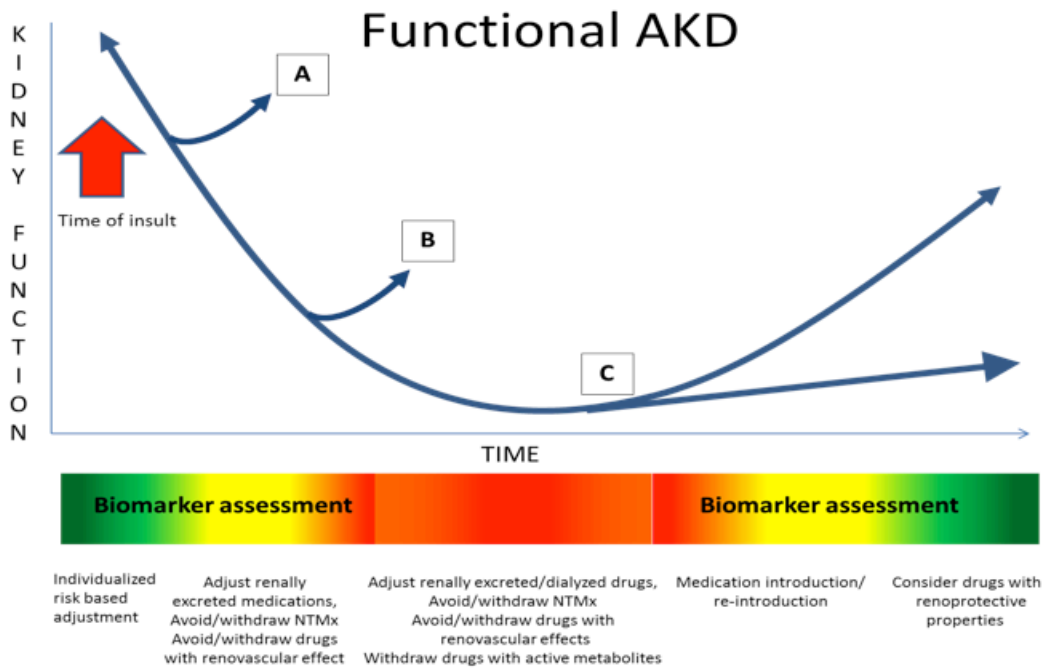 Functional AKD
KIDNEY FUNCTION
A
Time of insult
B
C
TIME
Biomarker assessment
Biomarker assessment
Individualized
risk based
adjustment
Adjust renally
excreted medications,
Avoid/withdraw NTMx
Avoid/withdraw drugs
with renovascular effect
Adjust renally excreted/dialyzed drugs,
Avoid/withdraw NTMx
Avoid/withdraw drugs with
renovascular effects
Withdraw drugs with active metabolites
Medication introduction/
re-introduction
Consider drugs with
renoprotective
properties